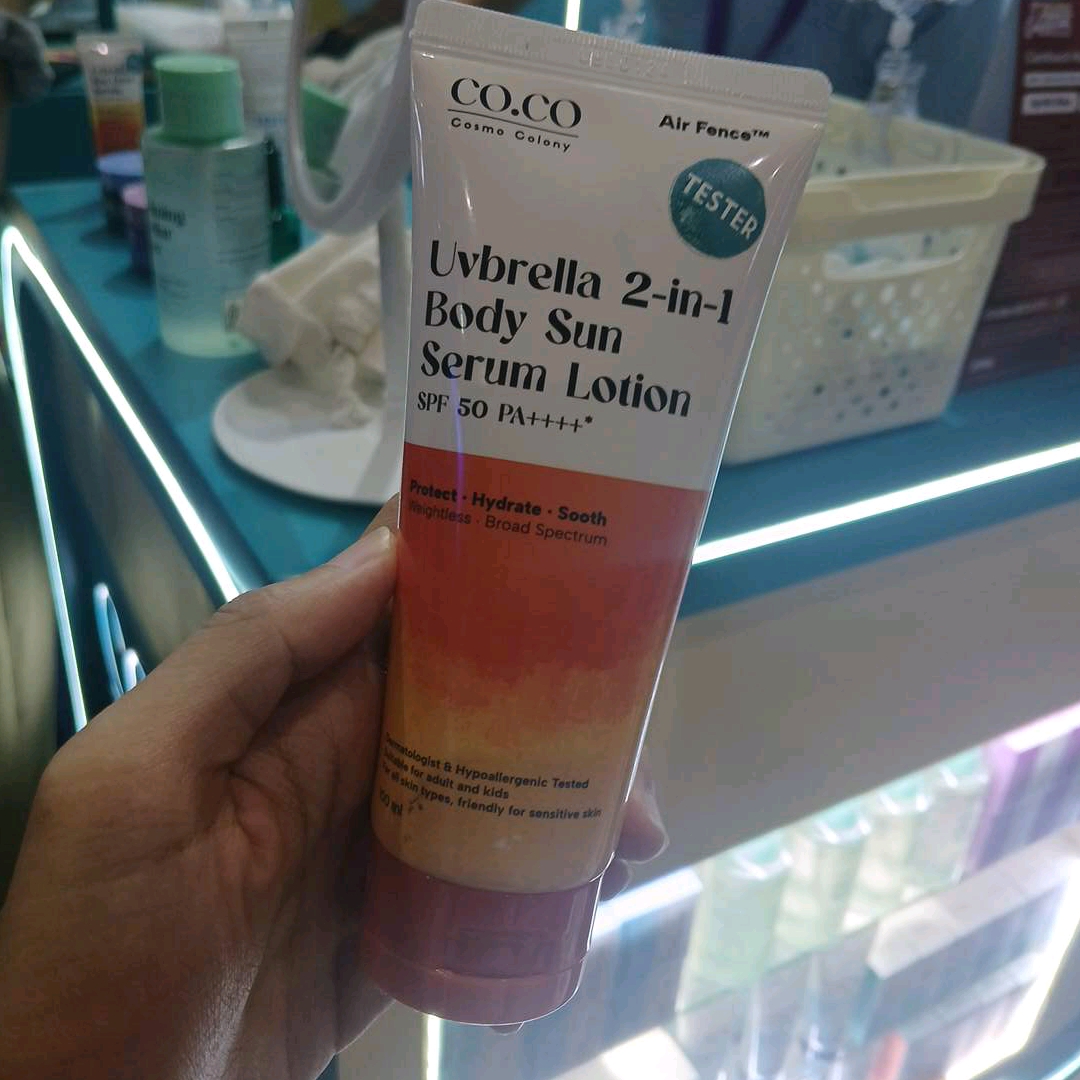 CO.CO
Cosmo Colony
Air Fence™
TESTER
Uvbrella 2-in-1
Body Sun
Serum Lotion
SPF 50 PA++++*
Protect · Hydrate · Sooth
Weightless · Broad Spectrum
Dermatologist & Hypoallergenic Tested
Suitable for adult and kids
For all skin types, friendly for sensitive skin
100 ml